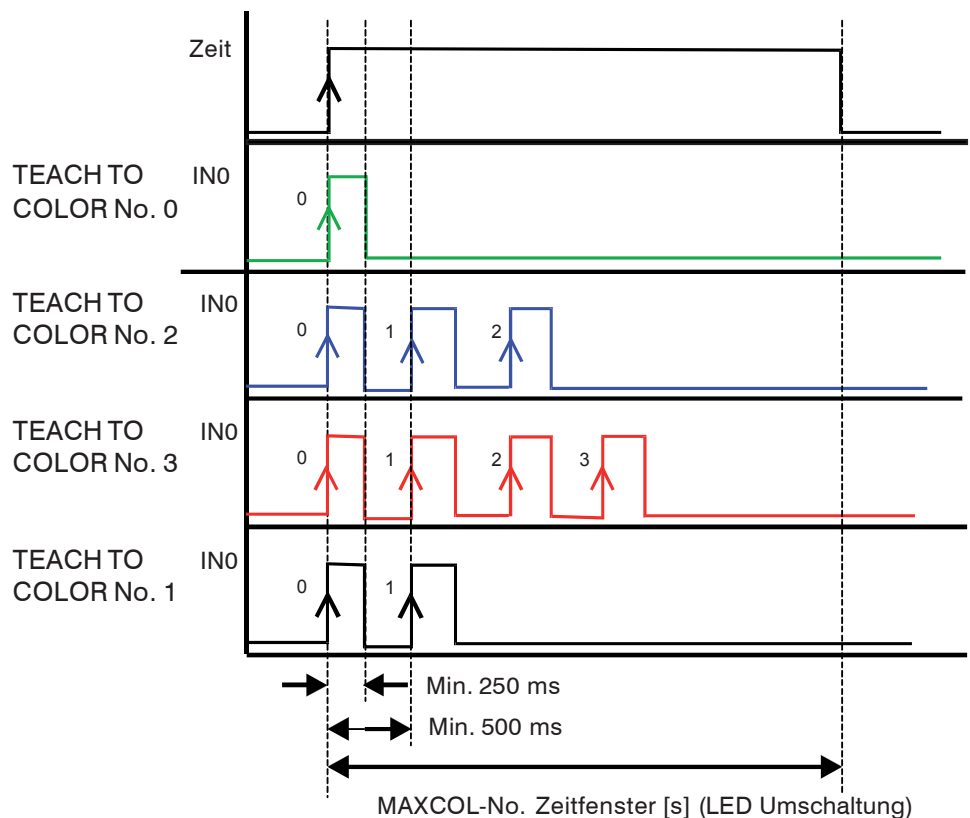 Zeit
TEACH TO IN0
COLOR No. 0
0
TEACH TO IN0
COLOR No. 2
0 1 2
TEACH TO IN0
COLOR No. 3
0 1 2 3
TEACH TO IN0
COLOR No. 1
0 1
Min. 250 ms
Min. 500 ms
MAXCOL-No. Zeitfenster [s] (LED Umschaltung)